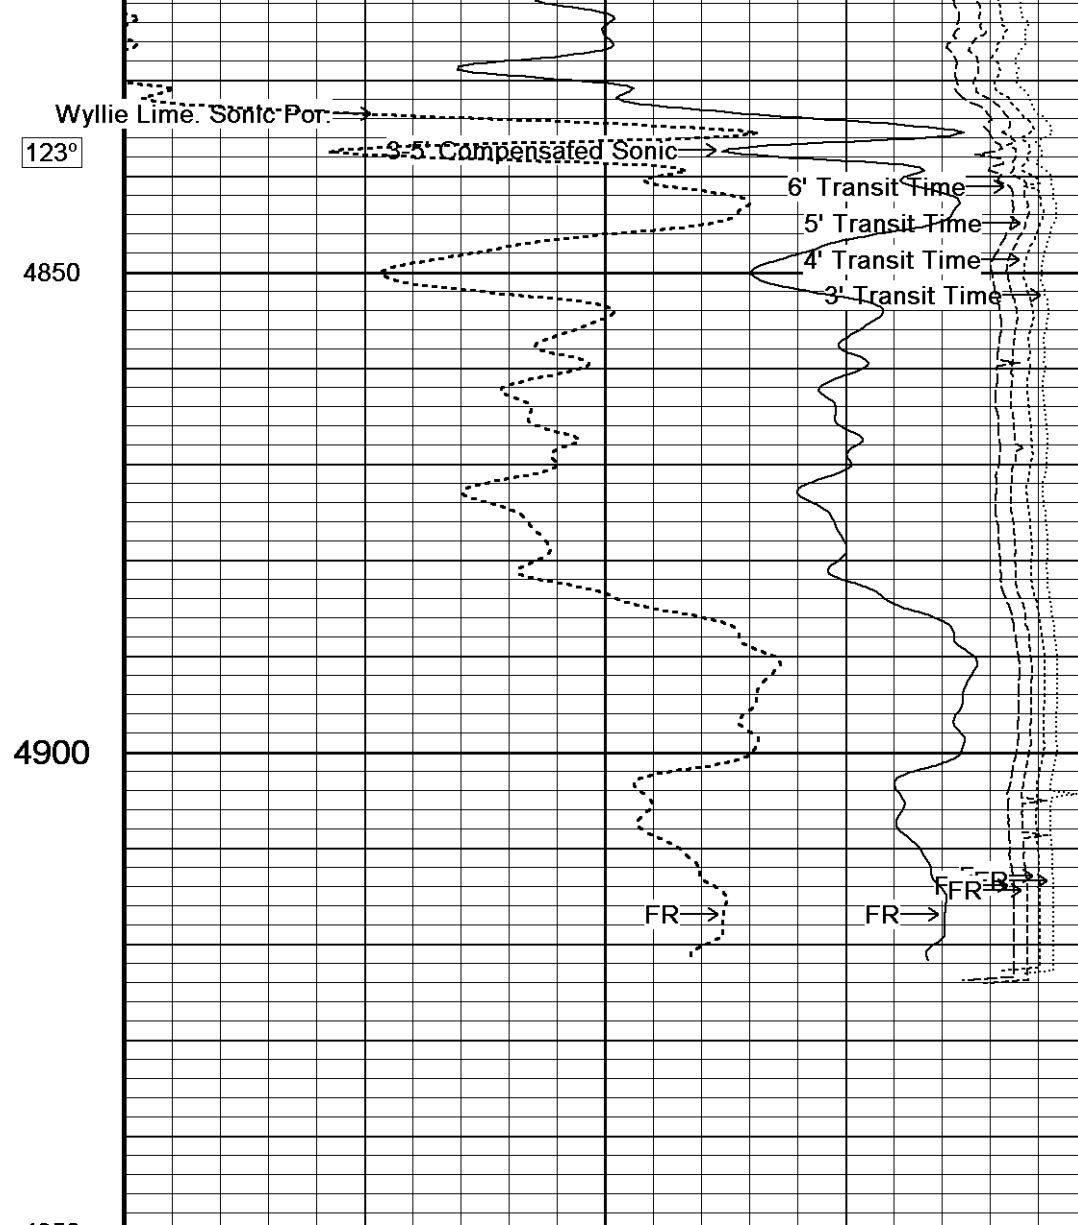 Wyllie Lime. Sonic Por.
123°
3-5' Compensated Sonic
6' Transit Time
5' Transit Time
4850
4' Transit Time
3' Transit Time
4900
FR
FR
FR
FR